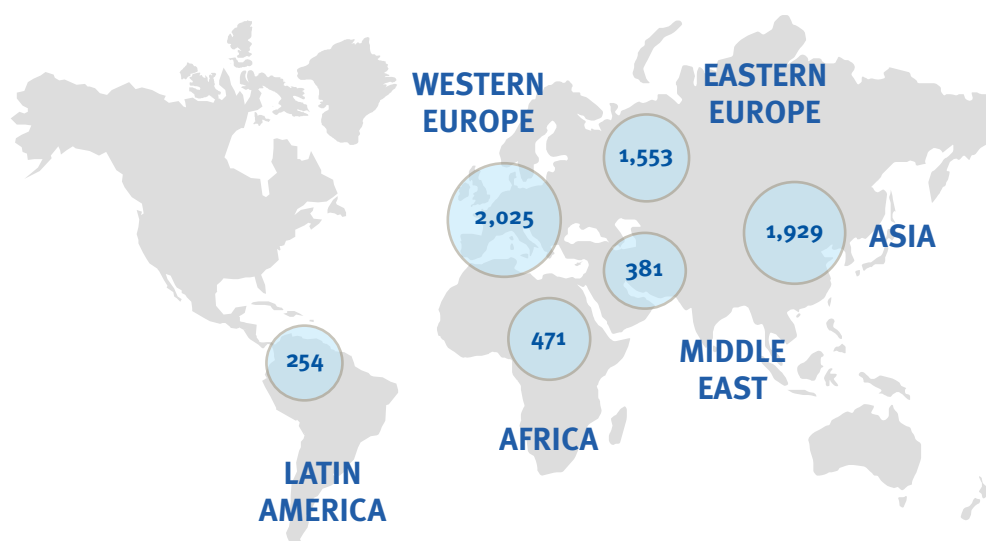 WESTERN
EUROPE
2,025
EASTERN
EUROPE
1,553
ASIA
1,929
MIDDLE
EAST
381
AFRICA
471
LATIN
AMERICA
254